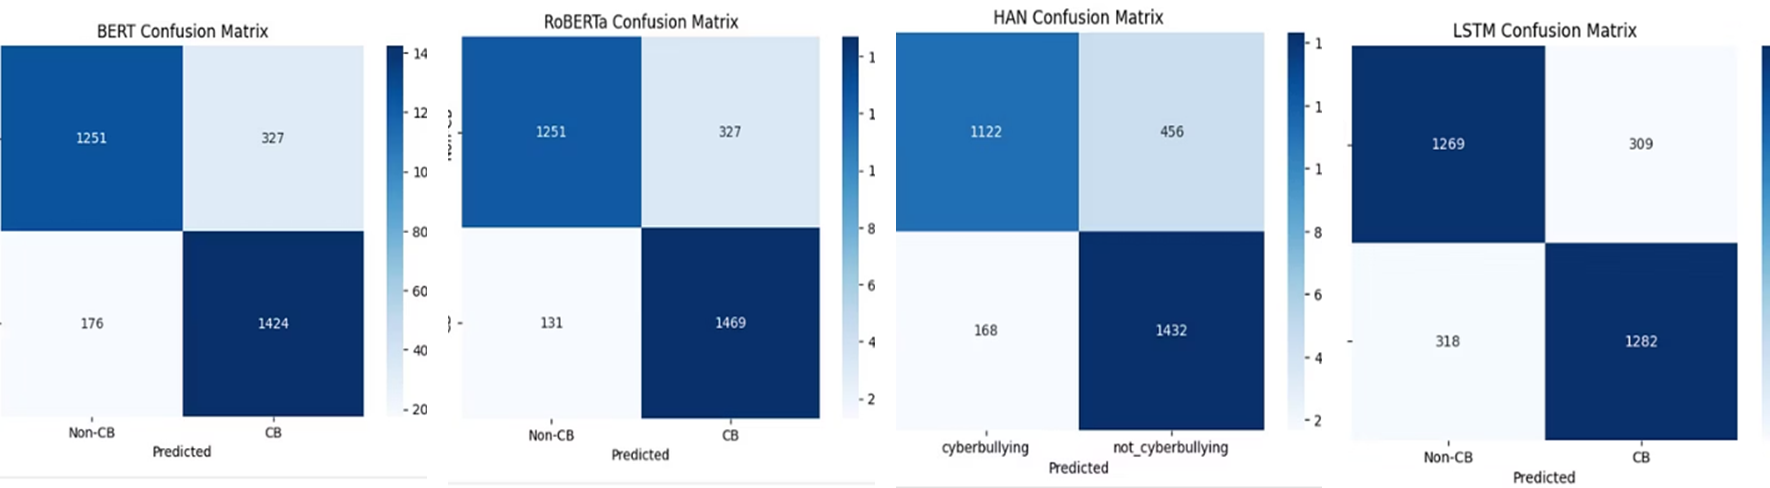 BERT Confusion Matrix
1251 327
176 1424
14
12
10
80
60
40
20
Non-CB CB
Predicted
RoBERTa Confusion Matrix
1251 327
131 1469
1
1
1
8
6
4
2
Non-CB CB
Predicted
HAN Confusion Matrix
1122 456
168 1432
1
1
1
8
6
4
2
cyberbullying not_cyberbullying
Predicted
LSTM Confusion Matrix
1269 309
318 1282
Non-CB CB
Predicted